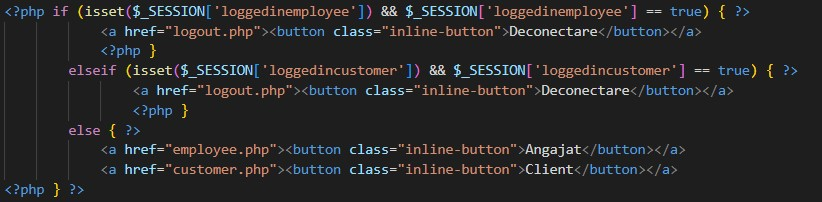 <?php if (isset($_SESSION['loggedinemployee']) && $_SESSION['loggedinemployee'] == true) { ?>
<a href="logout.php"><button class="inline-button">Deconectare</button></a>
<?php }
elseif (isset($_SESSION['loggedincustomer']) && $_SESSION['loggedincustomer'] == true) { ?>
<a href="logout.php"><button class="inline-button">Deconectare</button></a>
<?php }
else { ?>
<a href="employee.php"><button class="inline-button">Angajat</button></a>
<a href="customer.php"><button class="inline-button">Client</button></a>
<?php } ?>